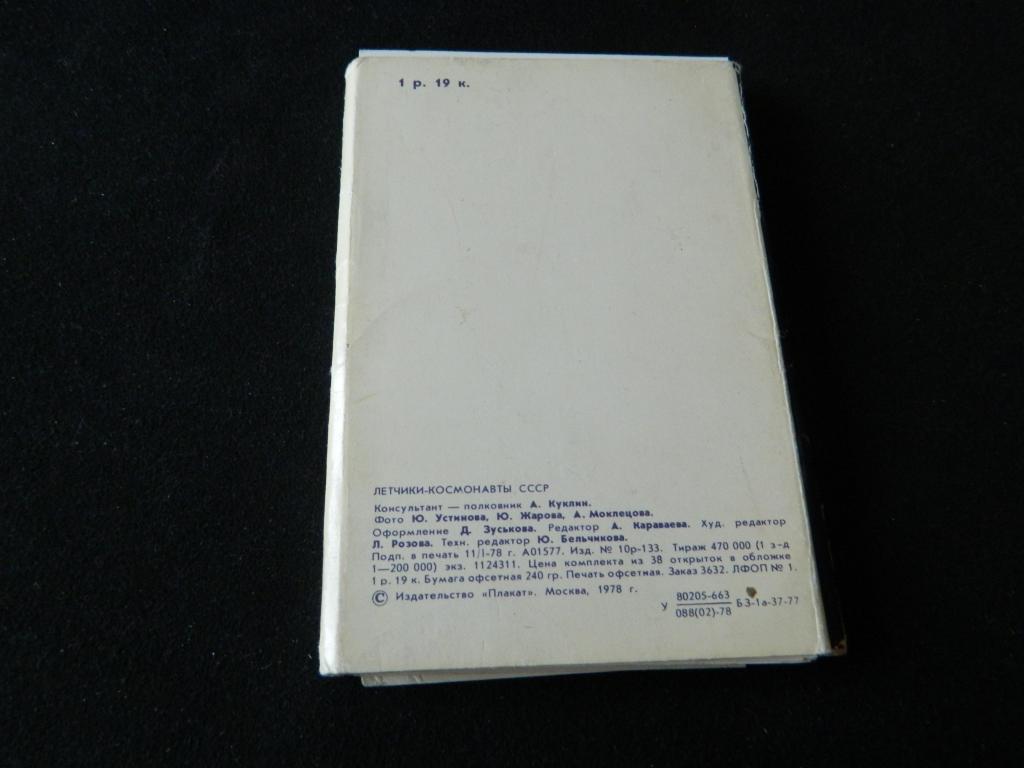 1 р. 19 к.
ЛЕТЧИКИ-КОСМОНАВТЫ СССР
Консультант — полковник А. Куклин.
Фото Ю. Устинова, Ю. Жарова, А. Моклецова.
Оформление Д. Зуськова. Редактор А. Караваева. Худ. редактор
Л. Розова. Техн. редактор Ю. Бельчикова.
Подп. в печать 11/I-78 г. А01577. Изд. № 10р-133. Тираж 470 000 (1 з-д
1—200 000) экз. 1124311. Цена комплекта из 38 открыток в обложке
1 р. 19 к. Бумага офсетная 240 гр. Печать офсетная. Заказ 3632. ЛФОП № 1.
© Издательство «Плакат». Москва, 1978 г.
У 80205-663 БЗ-1а-37-77
088(02)-78